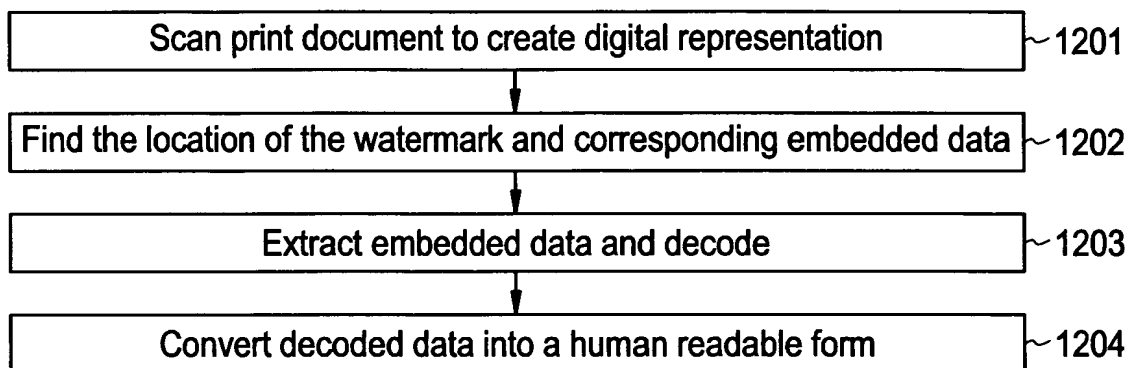 Scan print document to create digital representation 1201
Find the location of the watermark and corresponding embedded data 1202
Extract embedded data and decode 1203
Convert decoded data into a human readable form 1204